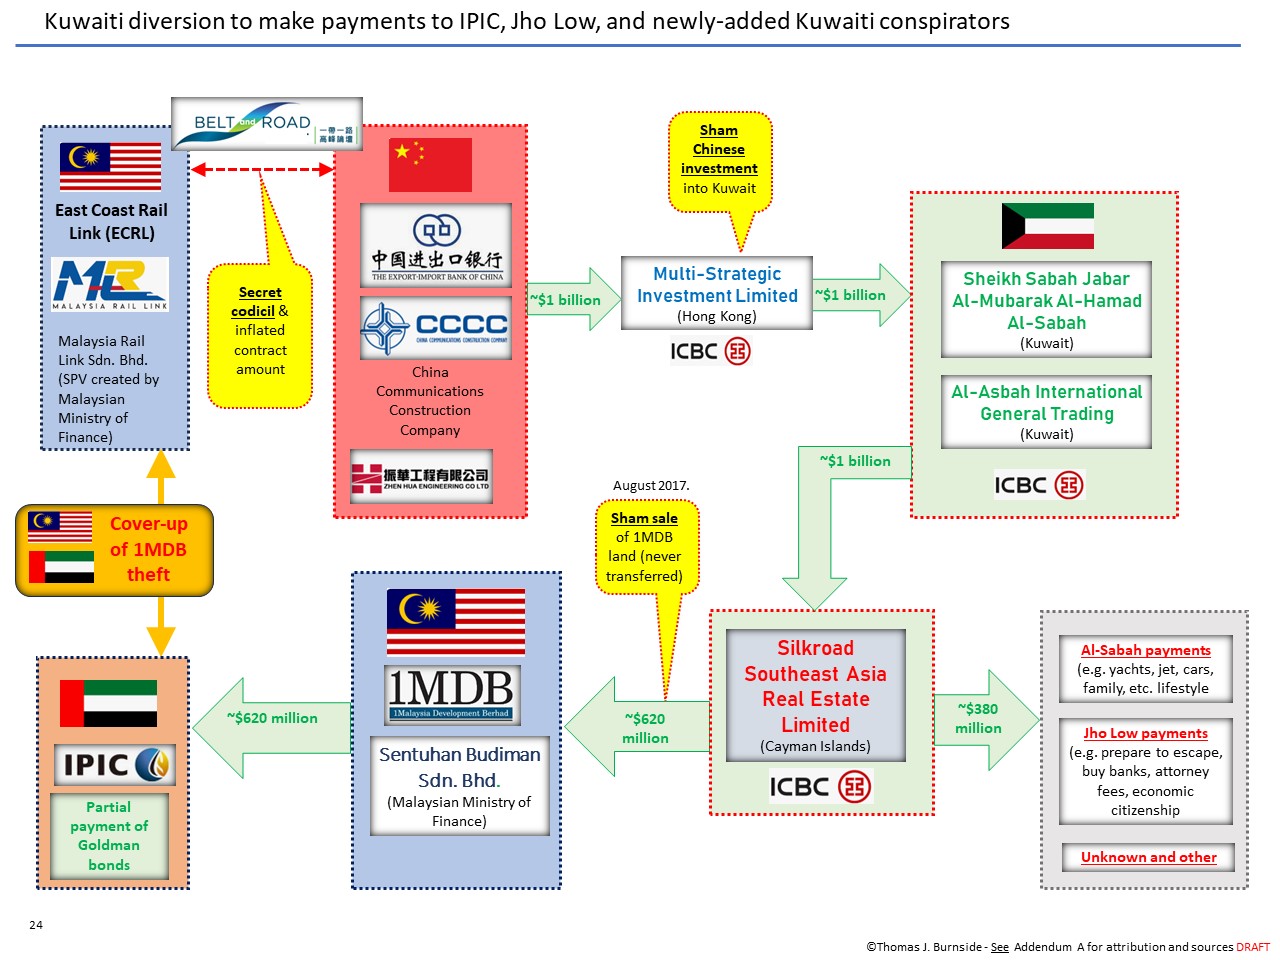 Kuwaiti diversion to make payments to IPIC, Jho Low, and newly-added Kuwaiti conspirators
BELT and ROAD
一帶一路
高峰論壇
East Coast Rail
Link (ECRL)
MLR
MALAYSIA RAIL LINK
Malaysia Rail
Link Sdn. Bhd.
(SPV created by
Malaysian
Ministry of
Finance)
Secret
codicil &
inflated
contract
amount
中国进出口银行
THE EXPORT-IMPORT BANK OF CHINA
CCCC
CHINA COMMUNICATIONS CONSTRUCTION COMPANY
China
Communications
Construction
Company
振華工程有限公司
ZHEN HUA ENGINEERING CO LTD
~$1 billion
Sham
Chinese
investment
into Kuwait
Multi-Strategic
Investment Limited
(Hong Kong)
ICBC
~$1 billion
Sheikh Sabah Jabar
Al-Mubarak Al-Hamad
Al-Sabah
(Kuwait)
Al-Asbah International
General Trading
(Kuwait)
ICBC
~$1 billion
Cover-up
of 1MDB
theft
August 2017.
Sham sale
of 1MDB
land (never
transferred)
Silkroad
Southeast Asia
Real Estate
Limited
(Cayman Islands)
ICBC
~$380
million
Al-Sabah payments
(e.g. yachts, jet, cars,
family, etc. lifestyle
Jho Low payments
(e.g. prepare to escape,
buy banks, attorney
fees, economic
citizenship
Unknown and other
~$620
million
1MDB
1Malaysia Development Berhad
Sentuhan Budiman
Sdn. Bhd.
(Malaysian Ministry of
Finance)
~$620 million
IPIC
Partial
payment of
Goldman
bonds
24
©Thomas J. Burnside - See Addendum A for attribution and sources DRAFT